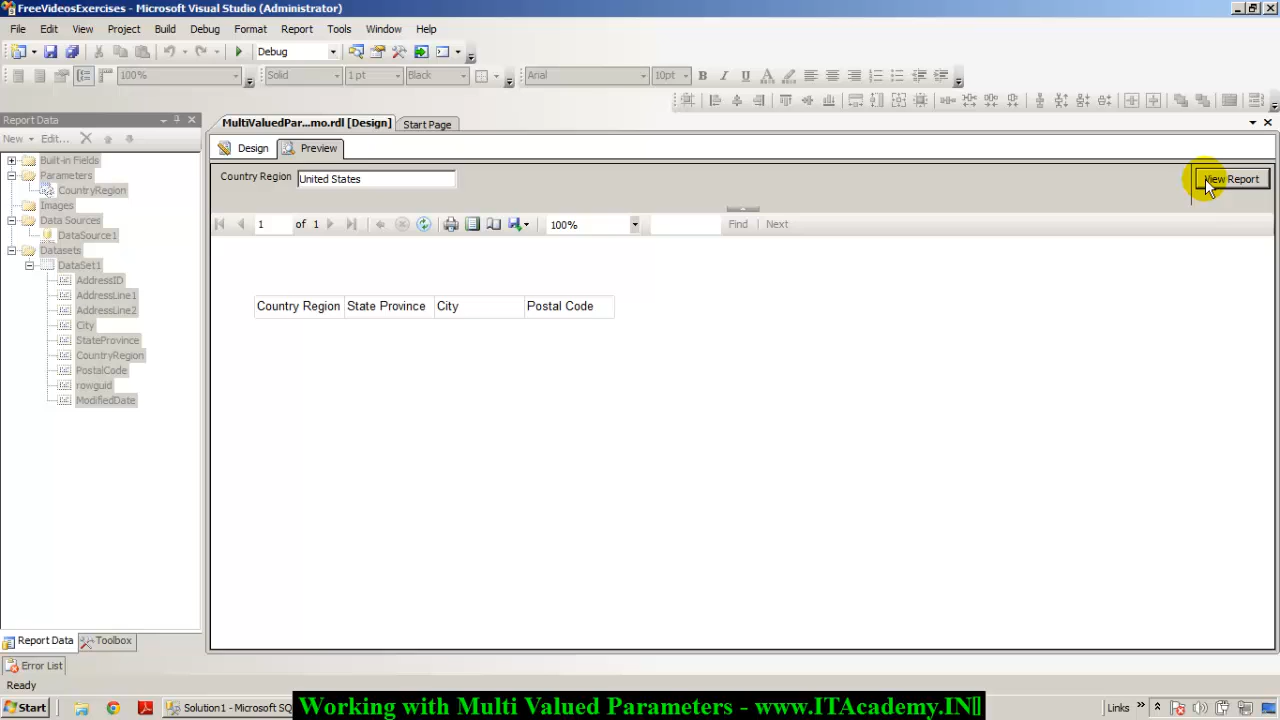 FreeVideosExercises - Microsoft Visual Studio (Administrator)
File Edit View Project Build Debug Format Report Tools Window Help
Debug
100% Solid 1 pt Black Arial 10pt B I U A
Report Data
MultiValuedPar...mo.rdl [Design] Start Page
New Edit...
Design Preview
Built-in Fields
Parameters
CountryRegion
Images
Data Sources
DataSource1
Datasets
DataSet1
AddressID
AddressLine1
AddressLine2
City
StateProvince
CountryRegion
PostalCode
rowguid
ModifiedDate
Country Region United States View Report
1 of 1 100% Find Next
Country Region State Province City Postal Code
Report Data Toolbox
Error List
Ready
Start Solution1 - Microsoft SQ Links »
Working with Multi Valued Parameters - www.ITAcademy.IN